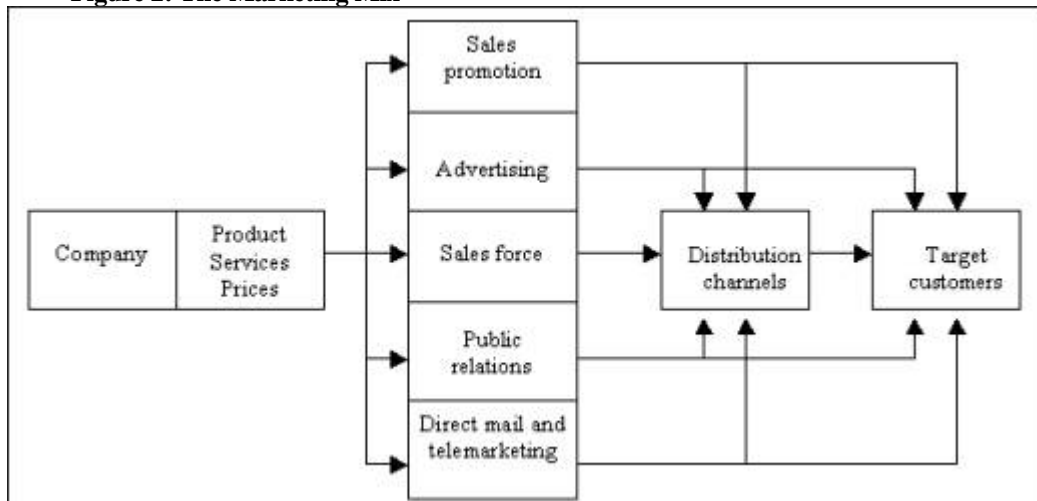 Figure 2: The Marketing Mix
Sales
promotion
Advertising
Company
Product
Services
Prices
Sales force
Distribution
channels
Target
customers
Public
relations
Direct mail and
telemarketing